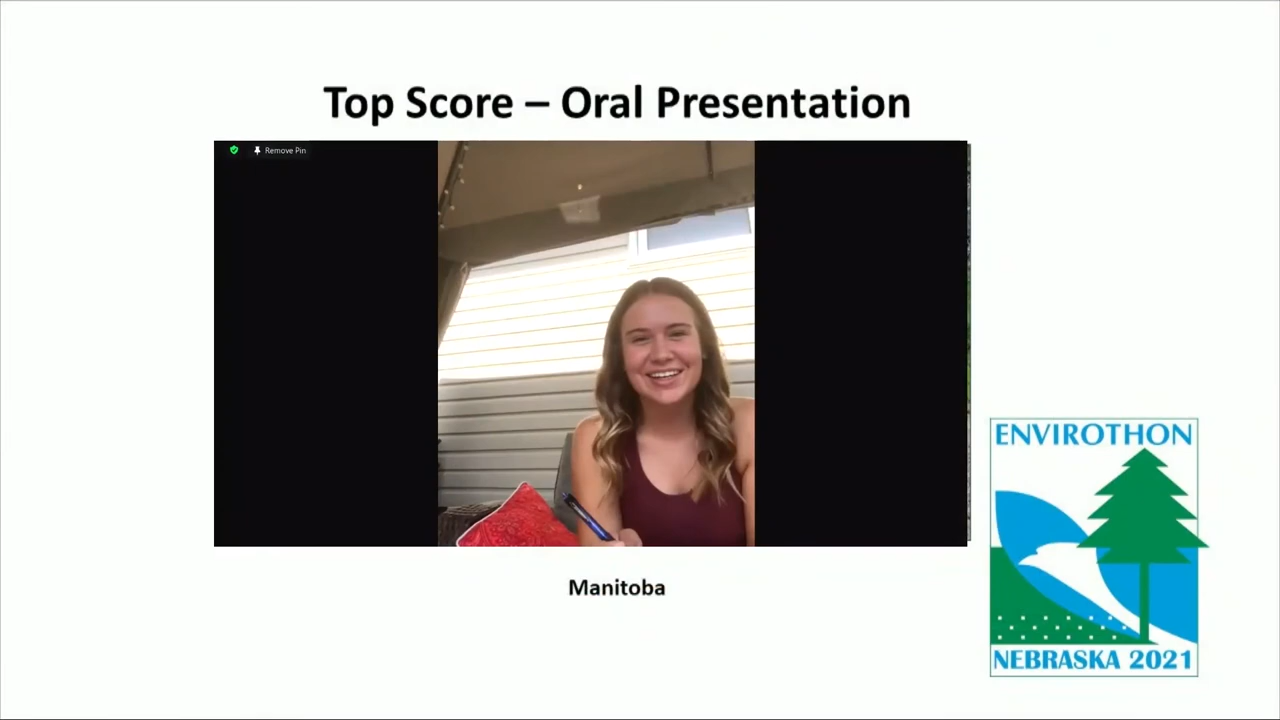 Top Score – Oral Presentation
Remove Pin
Manitoba
ENVIROTHON
NEBRASKA 2021